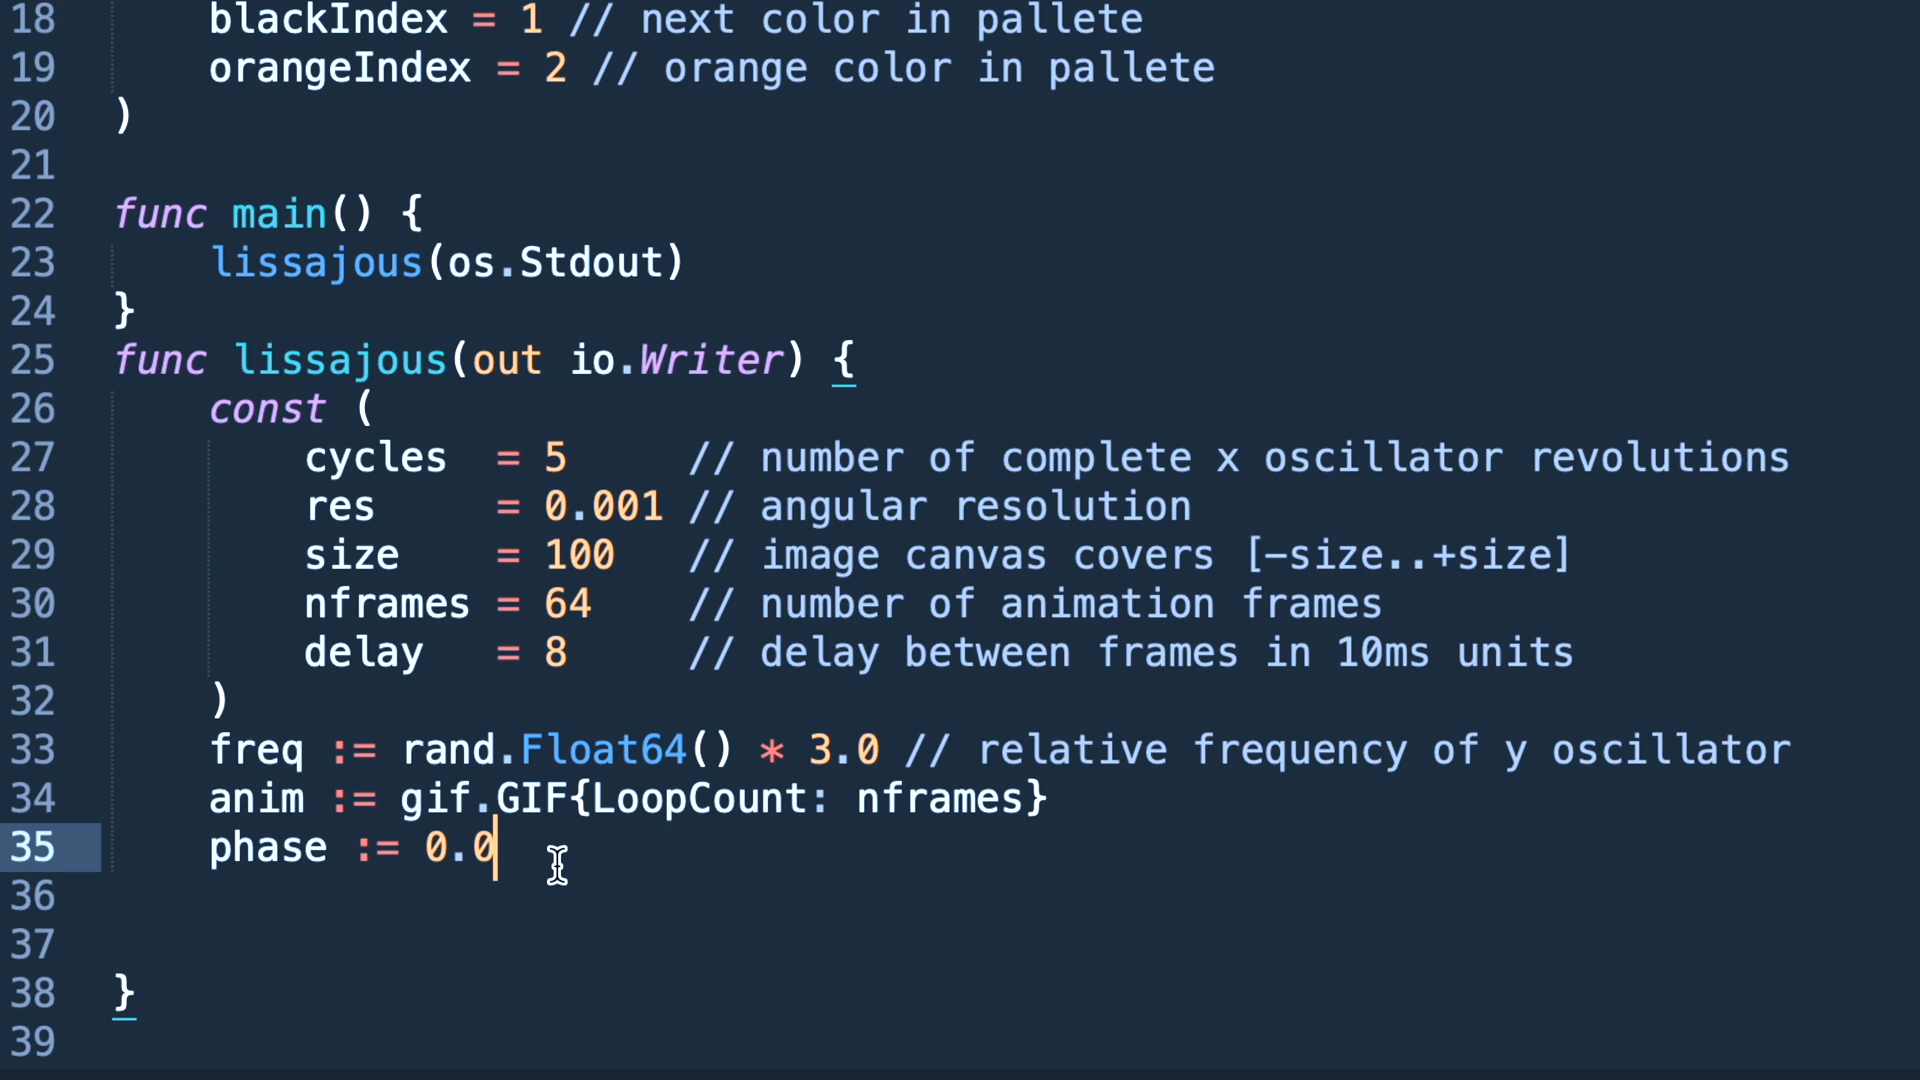 18 blackIndex = 1 // next color in pallete
19 orangeIndex = 2 // orange color in pallete
20 )
21
22 func main() {
23 lissajous(os.Stdout)
24 }
25 func lissajous(out io.Writer) {
26 const (
27 cycles = 5 // number of complete x oscillator revolutions
28 res = 0.001 // angular resolution
29 size = 100 // image canvas covers [-size..+size]
30 nframes = 64 // number of animation frames
31 delay = 8 // delay between frames in 10ms units
32 )
33 freq := rand.Float64() * 3.0 // relative frequency of y oscillator
34 anim := gif.GIF{LoopCount: nframes}
35 phase := 0.0
36
37
38 }
39